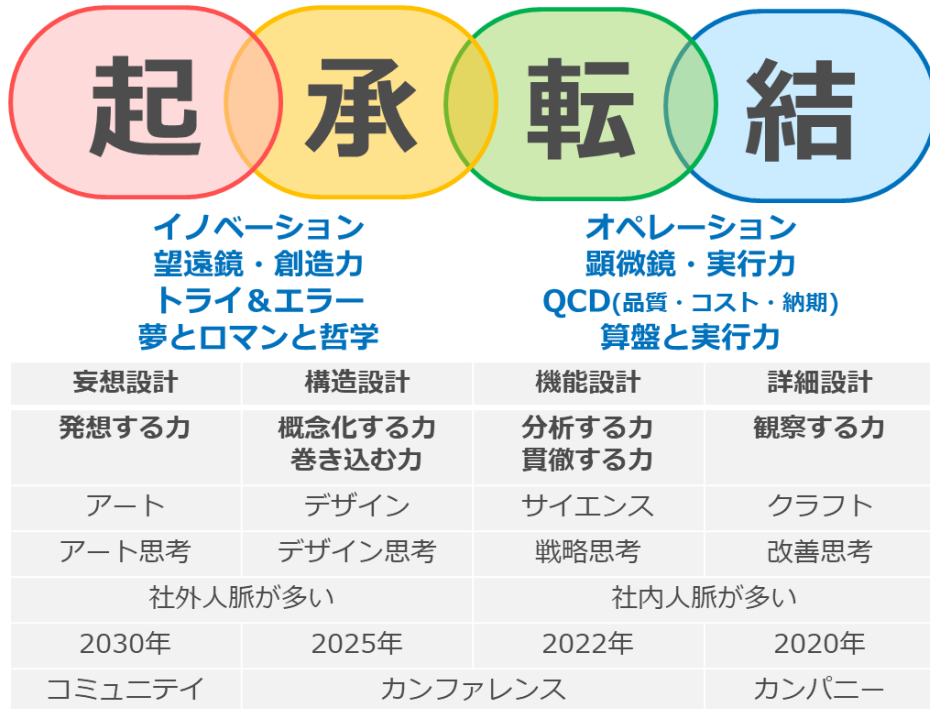 起 承 転 結
イノベーション
望遠鏡・創造力
トライ&エラー
夢とロマンと哲学
オペレーション
顕微鏡・実行力
QCD(品質・コスト・納期)
算盤と実行力
妄想設計 構造設計 機能設計 詳細設計
発想する力 概念化する力 分析する力 観察する力
巻き込む力 貫徹する力
アート デザイン サイエンス クラフト
アート思考 デザイン思考 戦略思考 改善思考
社外人脈が多い 社内人脈が多い
2030年 2025年 2022年 2020年
コミュニテイ カンファレンス カンパニー